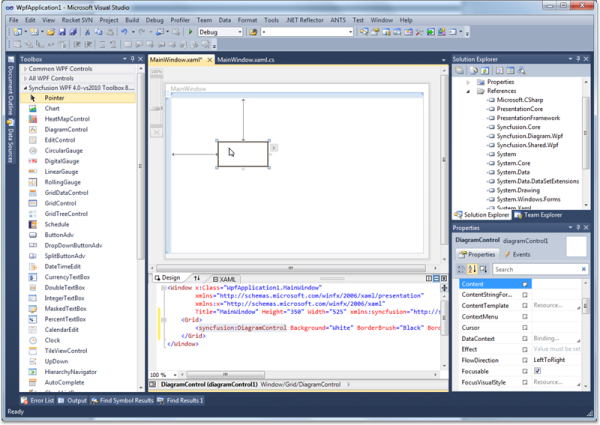 WpfApplication1 - Microsoft Visual Studio
File Edit View Rocket SVN Project Build Debug Profiler Team Data Format Tools .NET Reflector ANTS Test Window Help
Debug
Document Outline
Data Sources
Toolbox
Common WPF Controls
All WPF Controls
Syncfusion WPF 4.0-vs2010 Toolbox 8....
Pointer
Chart
HeatMapControl
DiagramControl
EditControl
CircularGauge
DigitalGauge
LinearGauge
RollingGauge
GridDataControl
GridControl
GridTreeControl
Schedule
ButtonAdv
DropDownButtonAdv
SplitButtonAdv
DateTimeEdit
CurrencyTextBox
DoubleTextBox
IntegerTextBox
MaskedTextBox
PercentTextBox
CalendarEdit
Clock
TileViewControl
UpDown
HierarchyNavigator
AutoComplete
MainWindow.xaml*
MainWindow.xaml.cs
MainWindow
Design
XAML
<Window x:Class="WpfApplication1.MainWindow"
xmlns="http://schemas.microsoft.com/winfx/2006/xaml/presentation"
xmlns:x="http://schemas.microsoft.com/winfx/2006/xaml"
Title="MainWindow" Height="350" Width="525" xmlns:syncfusion="http://s
<Grid>
<syncfusion:DiagramControl Background="White" BorderBrush="Black" Bord
</Grid>
</Window>
100 %
DiagramControl (diagramControl1) Window/Grid/DiagramControl
Solution Explorer
Properties
References
Microsoft.CSharp
PresentationCore
PresentationFramework
Syncfusion.Core
Syncfusion.Diagram.Wpf
Syncfusion.Shared.Wpf
System
System.Core
System.Data
System.Data.DataSetExtensions
System.Drawing
System.Windows.Forms
System.Xaml
Solution Explorer
Team Explorer
Properties
DiagramControl diagramControl1
Properties
Events
Search
Content
ContentStringFor...
ContentTemplate Resource...
ContextMenu
Cursor
DataContext Binding...
Effect Value must be set
FlowDirection LeftToRight
Focusable
FocusVisualStyle Resource...
Error List
Output
Find Symbol Results
Find Results 1
Ready